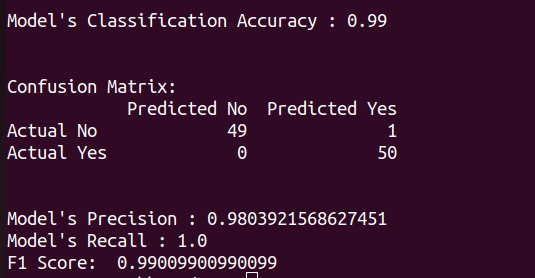 Model's Classification Accuracy : 0.99
Confusion Matrix:
Predicted No Predicted Yes
Actual No 49 1
Actual Yes 0 50
Model's Precision : 0.9803921568627451
Model's Recall : 1.0
F1 Score: 0.99009900990099